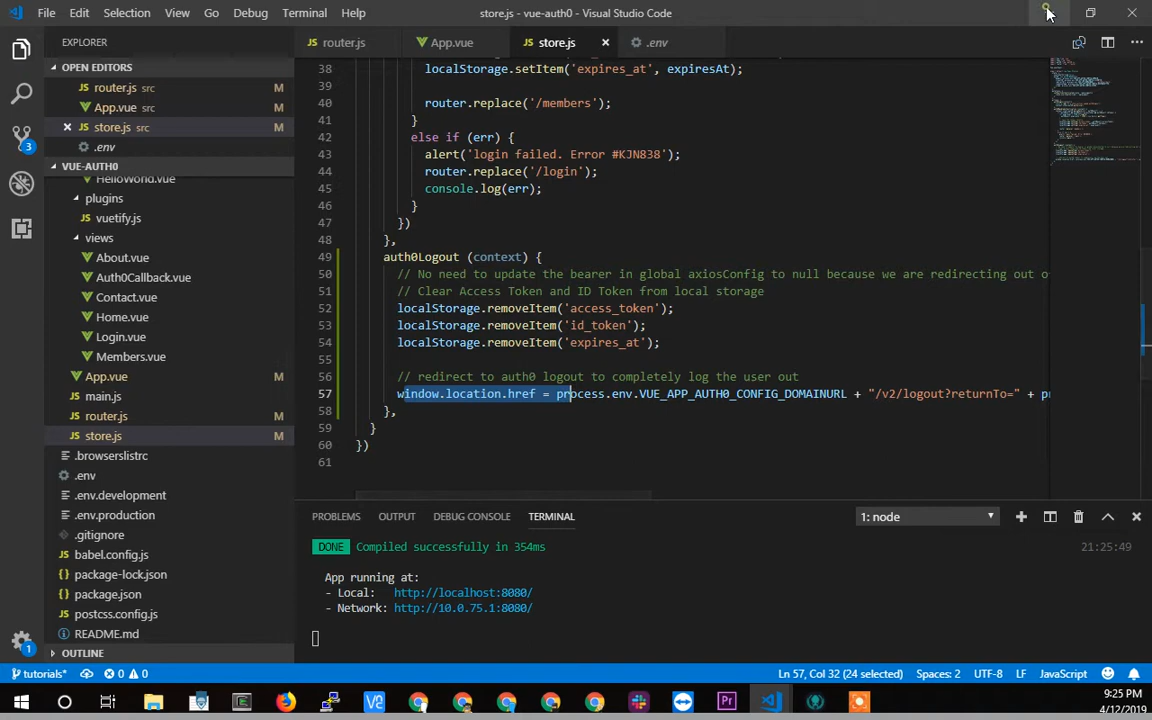 File Edit Selection View Go Debug Terminal Help
store.js - vue-auth0 - Visual Studio Code
EXPLORER
OPEN EDITORS
router.js src M
App.vue src M
store.js src M
.env
VUE-AUTH0
HelloWorld.vue
plugins
vuetify.js
views
About.vue
Auth0Callback.vue
Contact.vue
Home.vue
Login.vue
Members.vue
App.vue M
main.js
router.js M
store.js M
.browserslistrc
.env
.env.development
.env.production
.gitignore
babel.config.js
package-lock.json
package.json
postcss.config.js
README.md
OUTLINE
3
1
router.js App.vue store.js .env
38 localStorage.setItem('expires_at', expiresAt);
39
40 router.replace('/members');
41 }
42 else if (err) {
43 alert('login failed. Error #KJN838');
44 router.replace('/login');
45 console.log(err);
46 }
47 })
48 },
49 auth0Logout (context) {
50 // No need to update the bearer in global axiosConfig to null because we are redirecting out o
51 // Clear Access Token and ID Token from local storage
52 localStorage.removeItem('access_token');
53 localStorage.removeItem('id_token');
54 localStorage.removeItem('expires_at');
55
56 // redirect to auth0 logout to completely log the user out
57 window.location.href = process.env.VUE_APP_AUTH0_CONFIG_DOMAINURL + "/v2/logout?returnTo=" + pr
58 },
59 }
60 })
61
PROBLEMS OUTPUT DEBUG CONSOLE TERMINAL 1: node
DONE Compiled successfully in 354ms 21:25:49
App running at:
- Local: http://localhost:8080/
- Network: http://10.0.75.1:8080/
tutorials* 0 0 Ln 57, Col 32 (24 selected) Spaces: 2 UTF-8 LF JavaScript 1
9:25 PM
4/12/2019